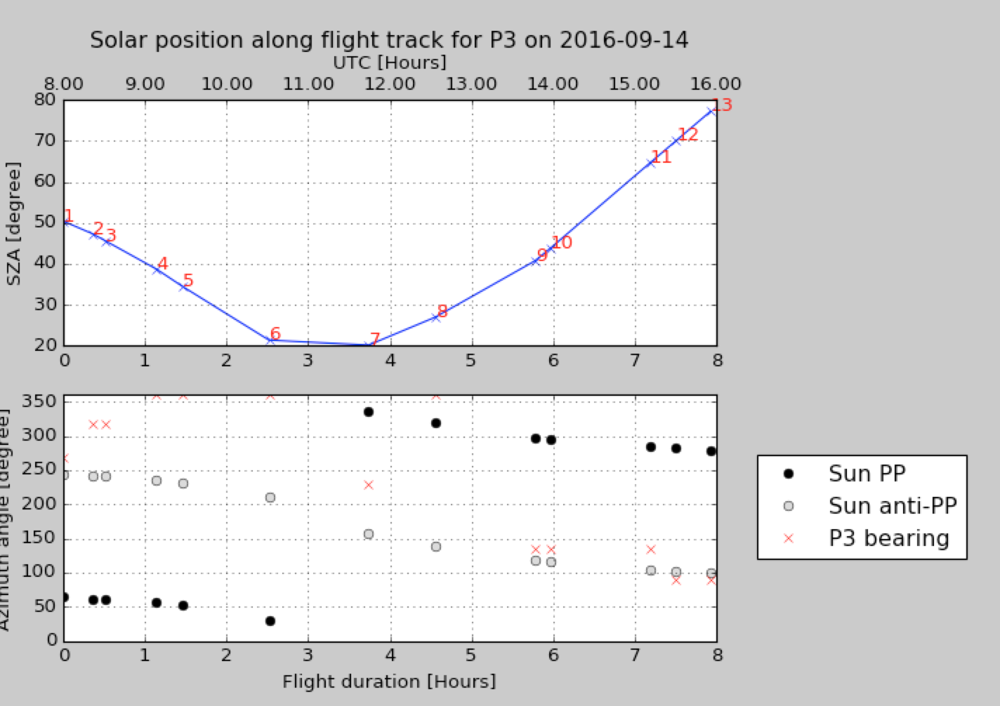 Solar position along flight track for P3 on 2016-09-14
UTC [Hours]
8.00 9.00 10.00 11.00 12.00 13.00 14.00 15.00 16.00
80
70
60
50
40
30
20
SZA [degree]
1
2
3
4
5
6
7
8
9
10
11
12
13
0 1 2 3 4 5 6 7 8
350
300
250
200
150
100
50
0
Azimuth angle [degree]
0 1 2 3 4 5 6 7 8
Flight duration [Hours]
Sun PP
Sun anti-PP
P3 bearing